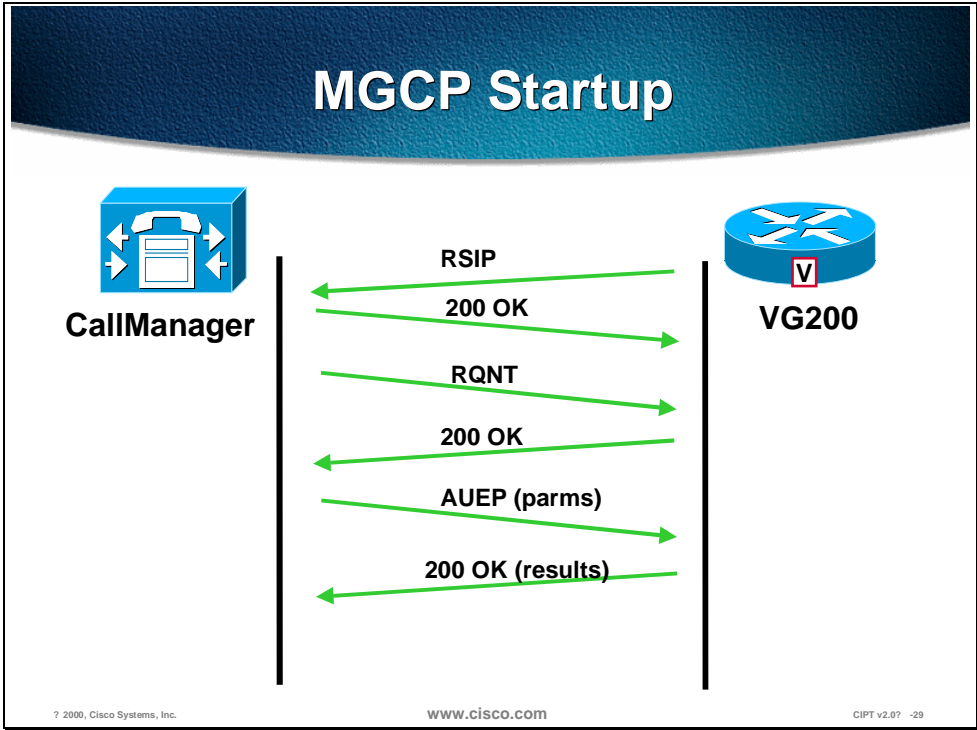 MGCP Startup
RSIP
200 OK
CallManager
V
VG200
RQNT
200 OK
AUEP (parms)
200 OK (results)
? 2000, Cisco Systems, Inc.
www.cisco.com
CIPT v2.0? -29